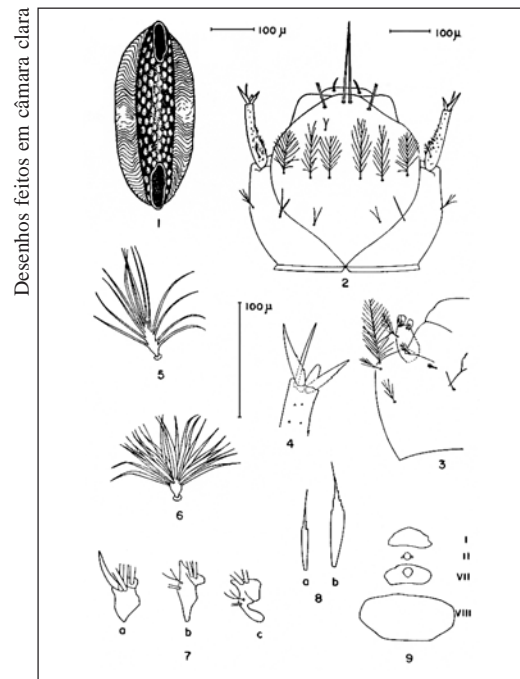 Desenhos feitos em câmara clara
100 μ
100 μ
1
2
100 μ
5
4
3
6
a
b
8
I
II
VII
VIII
9
a
b
c
7